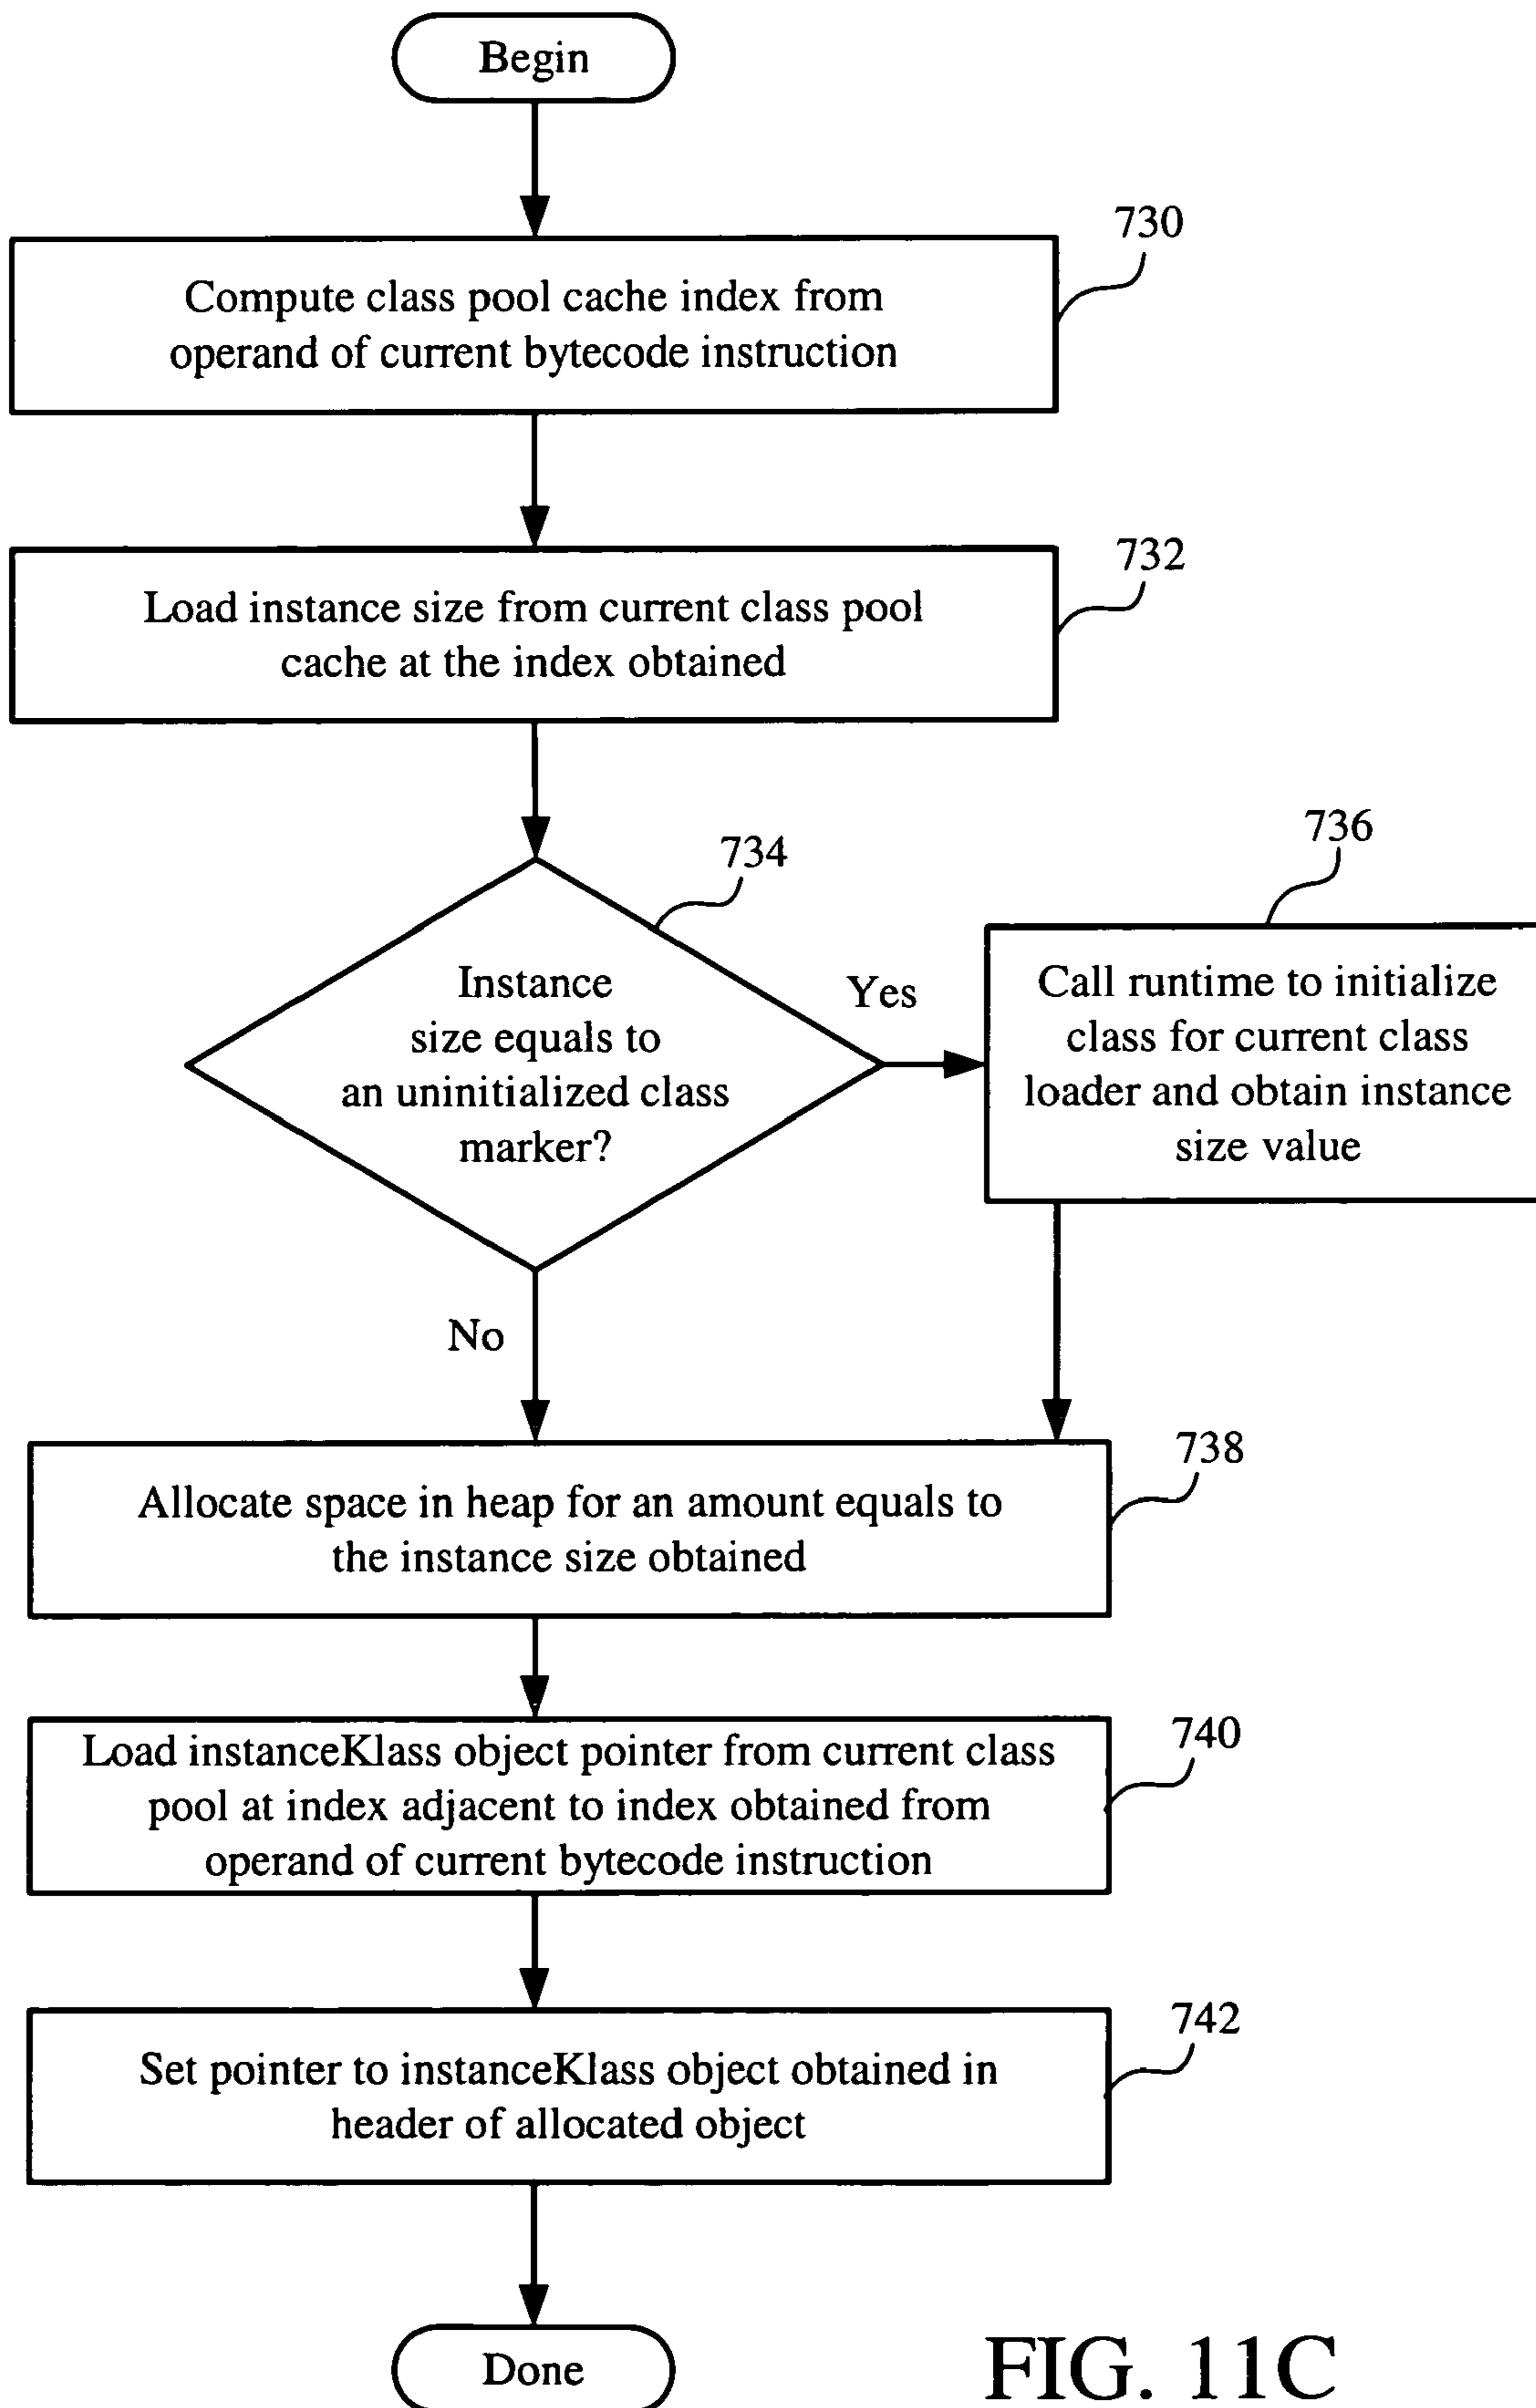 Begin
730
Compute class pool cache index from
operand of current bytecode instruction
732
Load instance size from current class pool
cache at the index obtained
734
Instance
size equals to
an uninitialized class
marker?
Yes
736
Call runtime to initialize
class for current class
loader and obtain instance
size value
No
738
Allocate space in heap for an amount equals to
the instance size obtained
740
Load instanceKlass object pointer from current class
pool at index adjacent to index obtained from
operand of current bytecode instruction
742
Set pointer to instanceKlass object obtained in
header of allocated object
Done
FIG. 11C